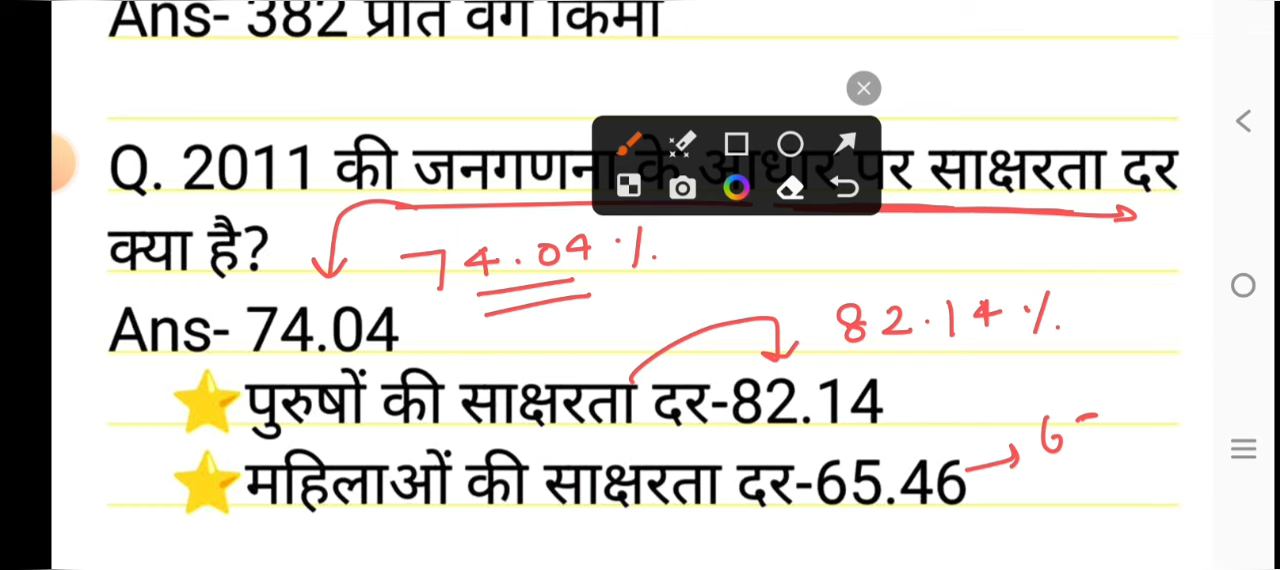 Ans- 382 प्रति वर्ग किमी
Q. 2011 की जनगणना के आधार पर साक्षरता दर
क्या है?
74.04%.
Ans- 74.04
82.14%.
⭐पुरुषों की साक्षरता दर-82.14
6
⭐महिलाओं की साक्षरता दर-65.46